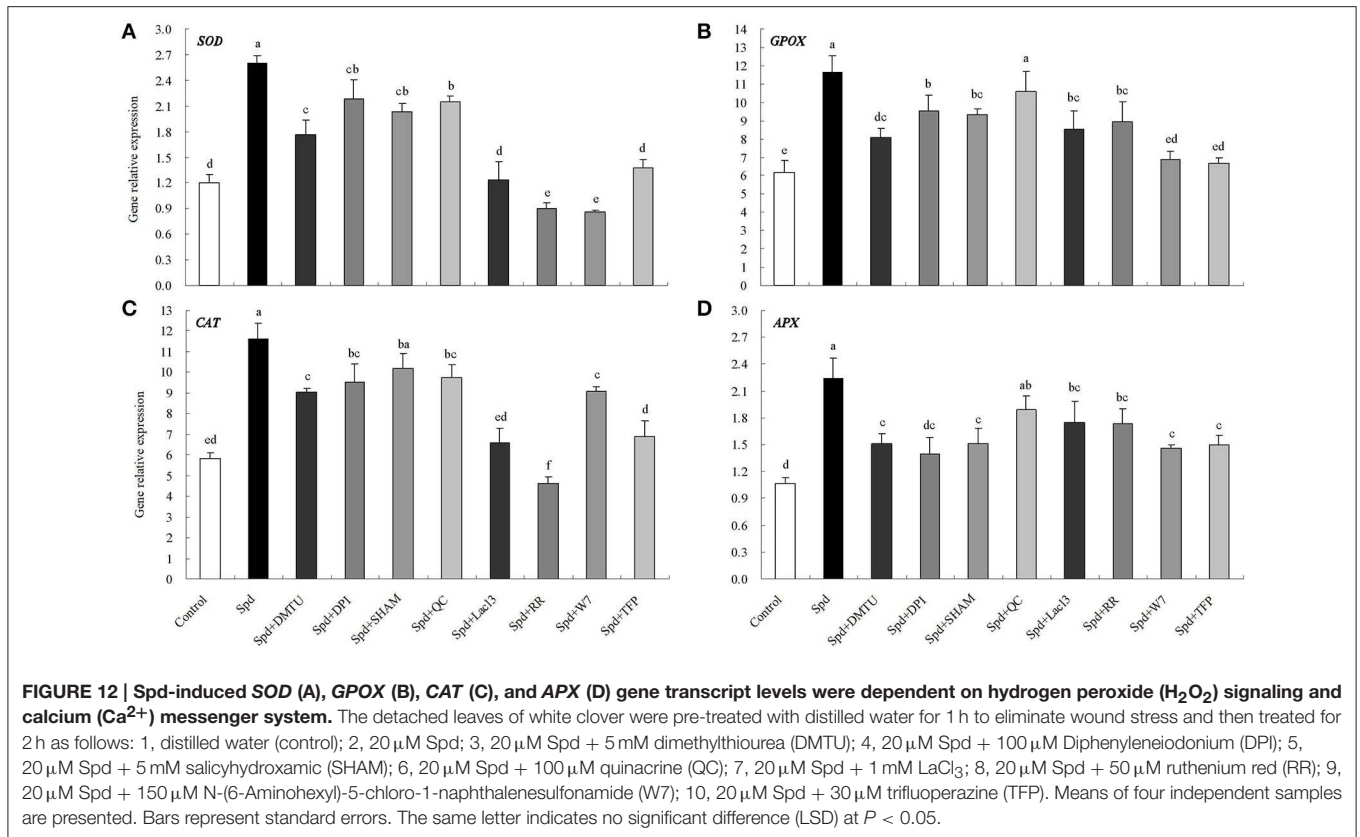 A
SOD
Gene relative expression
3.0
2.7
2.4
2.1
1.8
1.5
1.2
0.9
0.6
0.3
0.0
d
a
c
cb
cb
b
d
e
e
d
B
GPOX
14
13
12
11
10
9
8
7
6
5
4
3
2
1
0
e
a
dc
b
bc
a
bc
bc
ed
ed
C
CAT
Gene relative expression
13
12
11
10
9
8
7
6
5
4
3
2
1
0
ed
a
c
bc
ba
bc
ed
f
c
d
Control
Spd
Spd+DMTU
Spd+DPI
Spd+SHAM
Spd+QC
Spd+Lacl3
Spd+RR
Spd+W7
Spd+TFP
D
APX
3.0
2.7
2.4
2.1
1.8
1.5
1.2
0.9
0.6
0.3
0.0
d
a
c
dc
c
ab
bc
bc
c
c
Control
Spd
Spd+DMTU
Spd+DPI
Spd+SHAM
Spd+QC
Spd+Lacl3
Spd+RR
Spd+W7
Spd+TFP
FIGURE 12 | Spd-induced SOD (A), GPOX (B), CAT (C), and APX (D) gene transcript levels were dependent on hydrogen peroxide (H₂O₂) signaling and
calcium (Ca²⁺) messenger system. The detached leaves of white clover were pre-treated with distilled water for 1 h to eliminate wound stress and then treated for
2 h as follows: 1, distilled water (control); 2, 20 μM Spd; 3, 20 μM Spd + 5 mM dimethylthiourea (DMTU); 4, 20 μM Spd + 100 μM Diphenyleneiodonium (DPI); 5,
20 μM Spd + 5 mM salicyhydroxamic (SHAM); 6, 20 μM Spd + 100 μM quinacrine (QC); 7, 20 μM Spd + 1 mM LaCl₃; 8, 20 μM Spd + 50 μM ruthenium red (RR); 9,
20 μM Spd + 150 μM N-(6-Aminohexyl)-5-chloro-1-naphthalenesulfonamide (W7); 10, 20 μM Spd + 30 μM trifluoperazine (TFP). Means of four independent samples
are presented. Bars represent standard errors. The same letter indicates no significant difference (LSD) at P < 0.05.